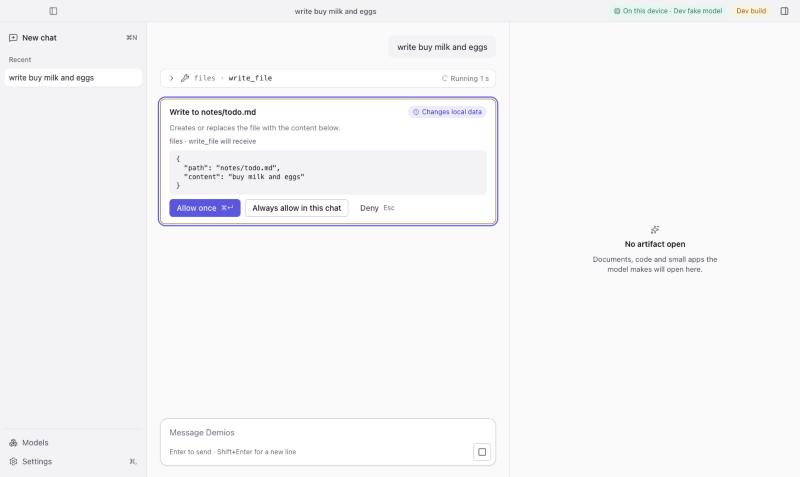 write buy milk and eggs
On this device · Dev fake model
Dev build
New chat
⌘N
Recent
write buy milk and eggs
Models
Settings
⌘,
write buy milk and eggs
files · write_file
Running 1 s
Write to notes/todo.md
Changes local data
Creates or replaces the file with the content below.
files · write_file will receive
{
"path": "notes/todo.md",
"content": "buy milk and eggs"
}
Allow once ⌘↵
Always allow in this chat
Deny Esc
Message Demios
Enter to send · Shift+Enter for a new line
No artifact open
Documents, code and small apps the
model makes will open here.